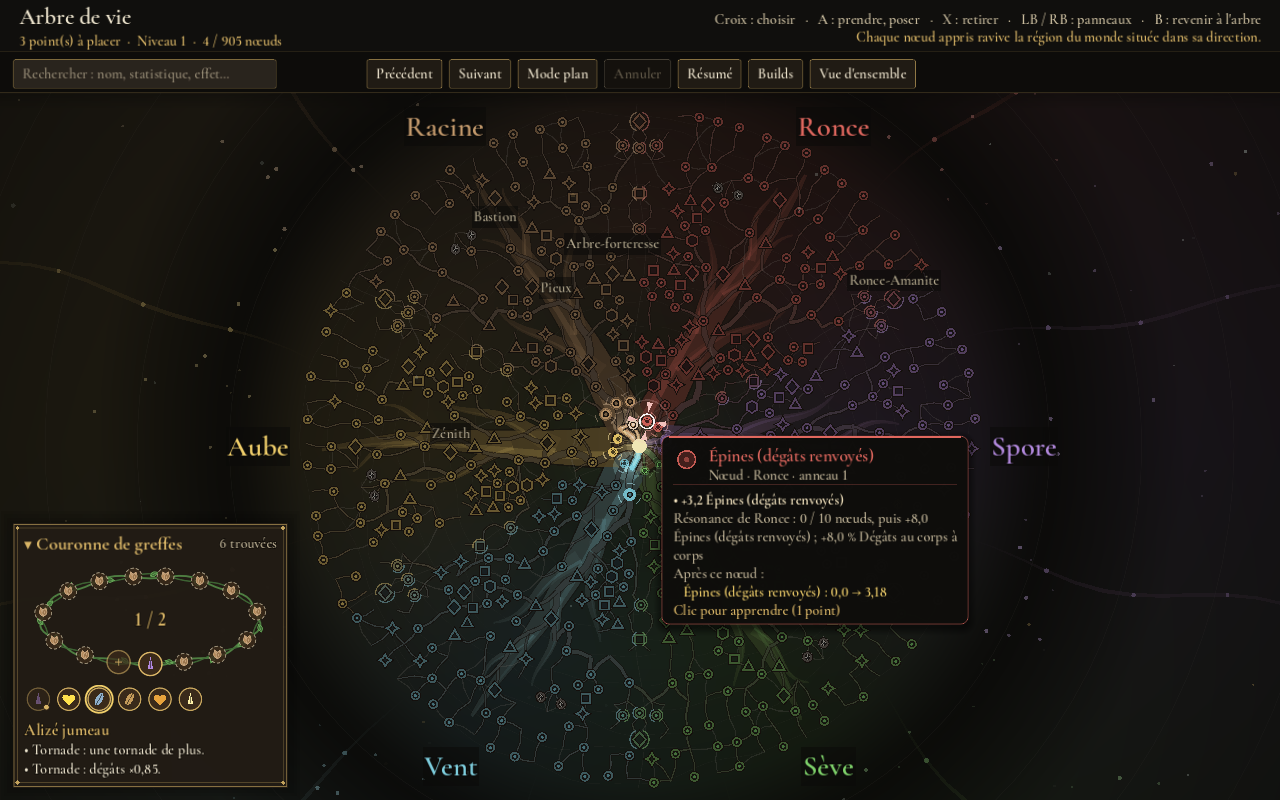 Arbre de vie
3 point(s) à placer · Niveau 1 · 4 / 905 nœuds
Croix : choisir · A : prendre, poser · X : retirer · LB / RB : panneaux · B : revenir à l'arbre
Chaque nœud appris ravive la région du monde située dans sa direction.
Rechercher : nom, statistique, effet...
Précédent
Suivant
Mode plan
Annuler
Résumé
Builds
Vue d'ensemble
Racine
Ronce
Bastion
Arbre-forteresse
Pieux
Ronce-Amanite
Zénith
Aube
Spore
Épines (dégâts renvoyés)
Nœud · Ronce · anneau 1
• +3,2 Épines (dégâts renvoyés)
Résonance de Ronce : 0 / 10 nœuds, puis +8,0
Épines (dégâts renvoyés) ; +8,0 % Dégâts au corps à
corps
Après ce nœud :
Épines (dégâts renvoyés) : 0,0 → 3,18
Clic pour apprendre (1 point)
▾ Couronne de greffes
6 trouvées
1 / 2
+
Alizé jumeau
• Tornade : une tornade de plus.
• Tornade : dégâts ×0,85.
Vent
Sève